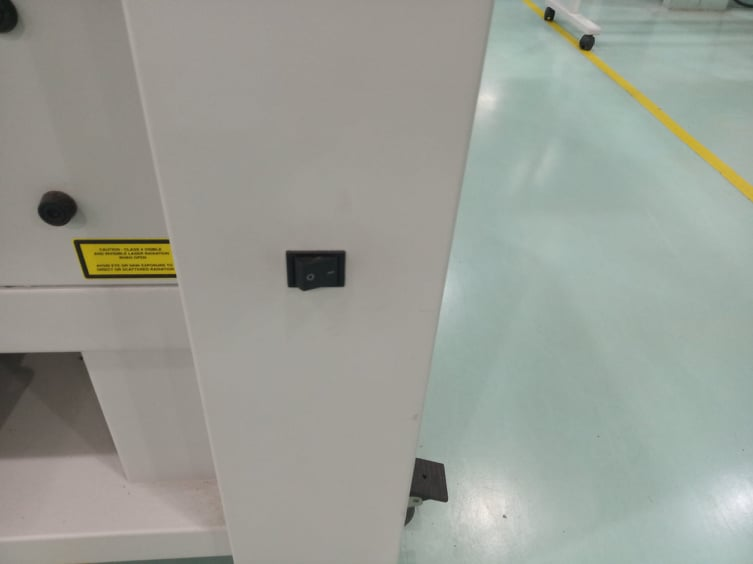 CAUTION - CLASS 4 VISIBLE
AND INVISIBLE LASER RADIATION
WHEN OPEN
AVOID EYE OR SKIN EXPOSURE TO
DIRECT OR SCATTERED RADIATION
O I